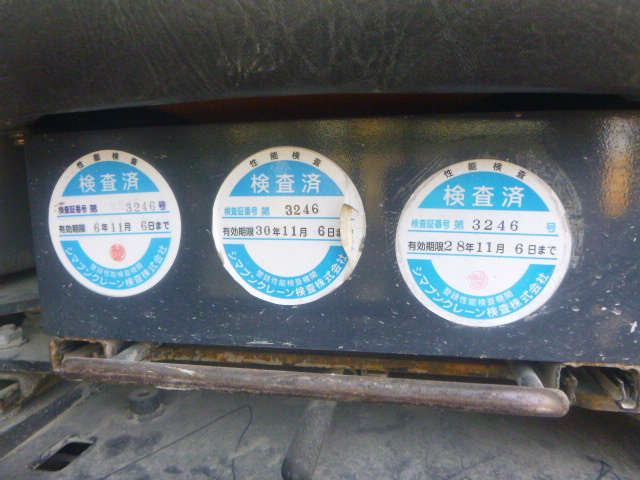 性能検査
検査済
検査証番号 第 3246 号
有効期限 6年11月 6日まで
登録性能検査機関
シマブンクレーン検査株式会社
性能検査
検査済
検査証番号 第 3246
有効期限30年11月 6日ま
登録性能検査機関
シマブンクレーン検査株式会社
性能検査
検査済
検査証番号 第 3246 号
有効期限28年11月 6日まで
登録性能検査機関
シマブンクレーン検査株式会社